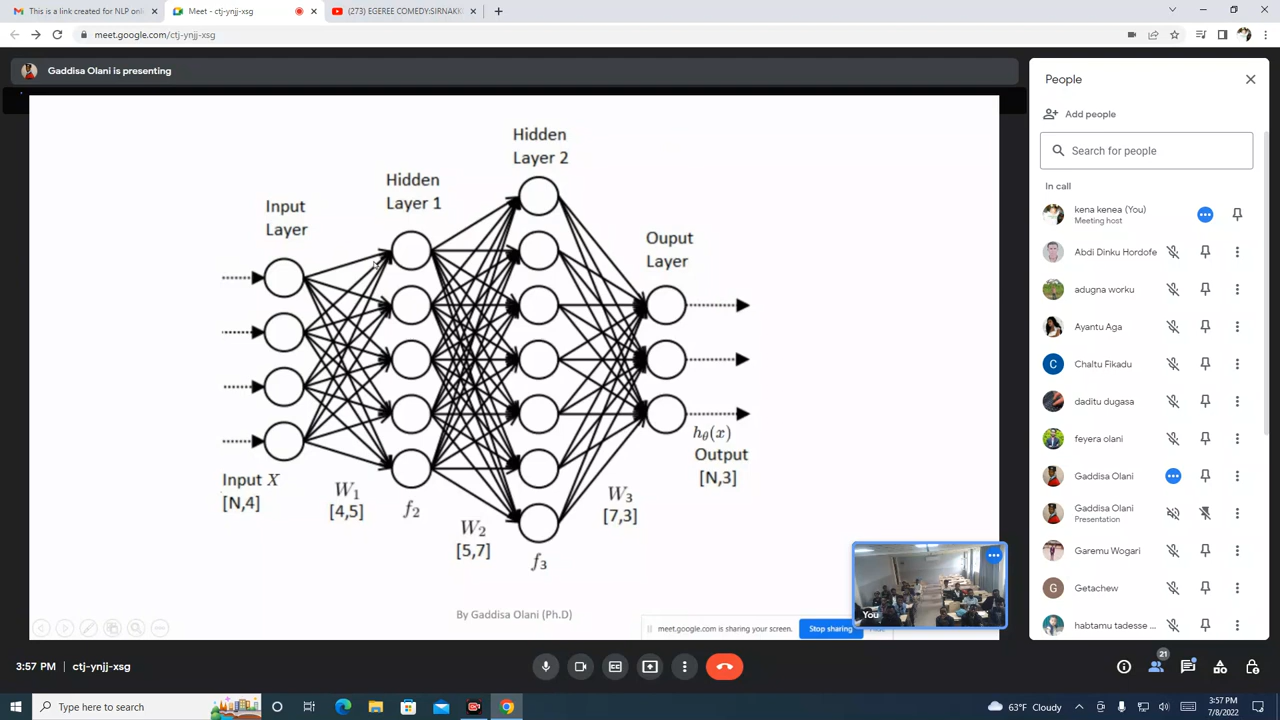 This is a link created for NLP onl
Meet - ctj-ynjj-xsg
(273) EGEREE COMEDY:SIRNAKK
meet.google.com/ctj-ynjj-xsg
Gaddisa Olani is presenting
Hidden
Layer 2
Hidden
Layer 1
Input
Layer
Ouput
Layer
Input X
[N,4]
W1
[4,5]
f2
W2
[5,7]
f3
W3
[7,3]
hθ(x)
Output
[N,3]
By Gaddisa Olani (Ph.D)
meet.google.com is sharing your screen.
Stop sharing
You
People
Add people
Search for people
In call
kena kenea (You)
Meeting host
Abdi Dinku Hordofe
adugna worku
Ayantu Aga
C
Chaltu Fikadu
daditu dugasa
feyera olani
Gaddisa Olani
Gaddisa Olani
Presentation
Garemu Wogari
G
Getachew
habtamu tadesse ...
3:57 PM | ctj-ynjj-xsg
21
Type here to search
63°F Cloudy
3:57 PM
7/8/2022